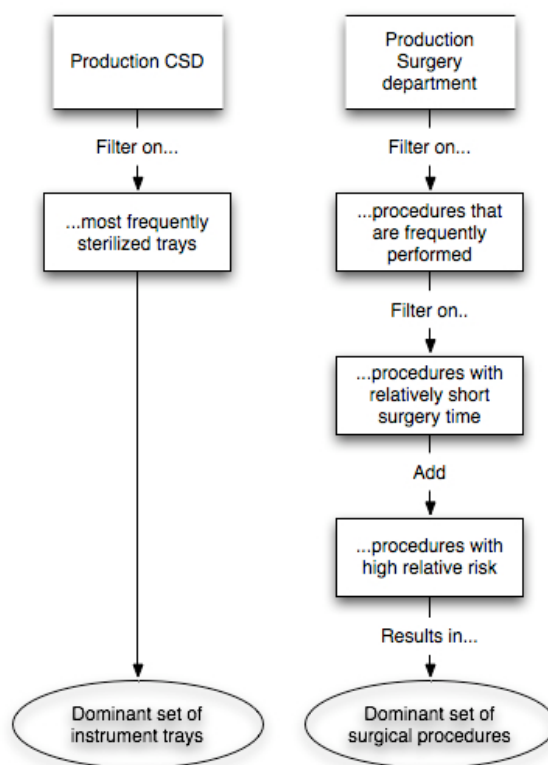 Production CSD
Filter on...
...most frequently
sterilized trays
Dominant set of
instrument trays
Production
Surgery
department
Filter on...
...procedures that
are frequently
performed
Filter on..
...procedures with
relatively short
surgery time
Add
...procedures with
high relative risk
Results in...
Dominant set of
surgical procedures